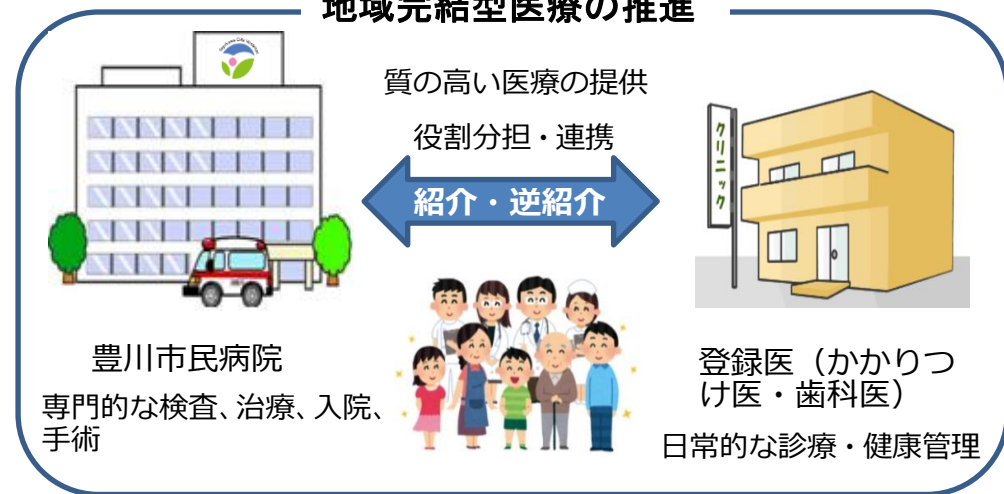 地域完結型医療の推進
質の高い医療の提供
役割分担・連携
紹介・逆紹介
クリニック
豊川市民病院
専門的な検査、治療、入院、
手術
登録医（かかりつ
け医・歯科医）
日常的な診療・健康管理